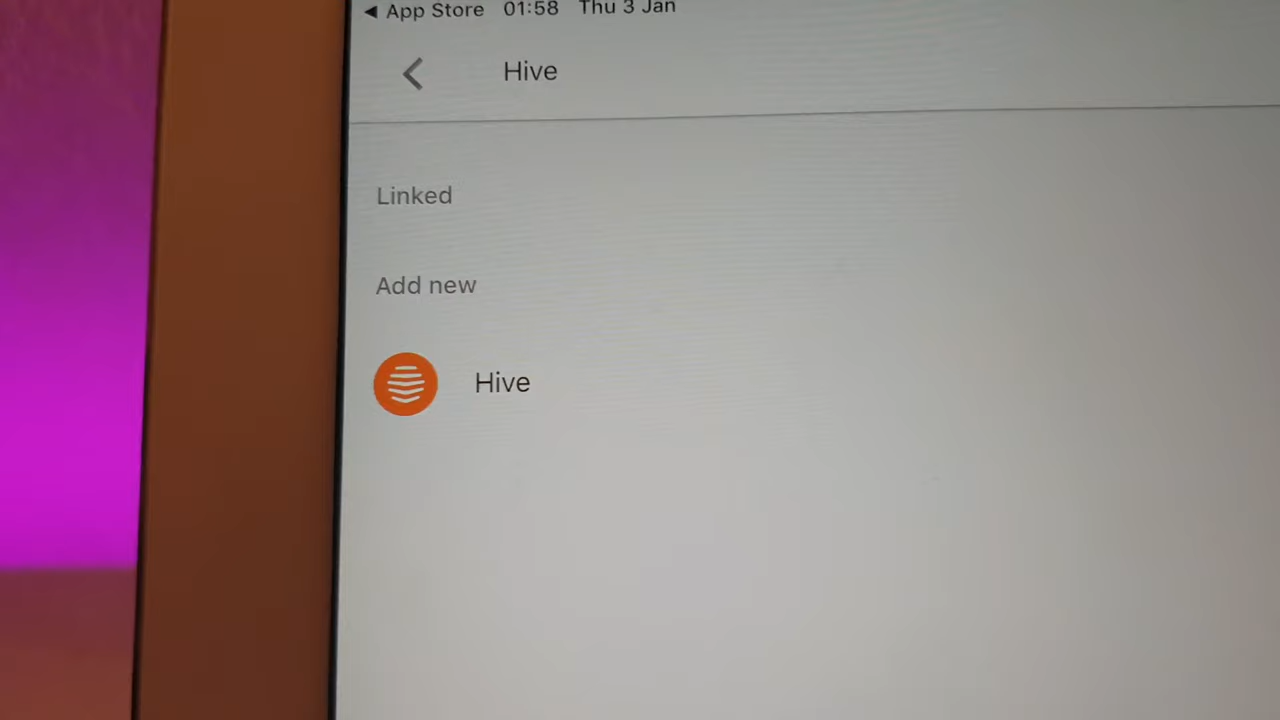 ◀ App Store 01:58 Thu 3 Jan
Hive
Linked
Add new
Hive